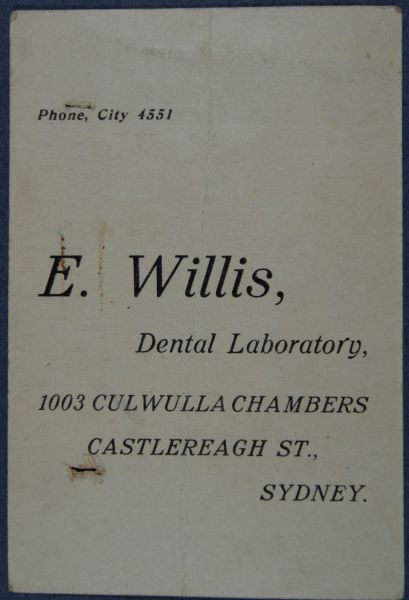 Phone, City 4551
E. Willis,
Dental Laboratory,
1003 CULWULLA CHAMBERS
CASTLEREAGH ST.,
SYDNEY.